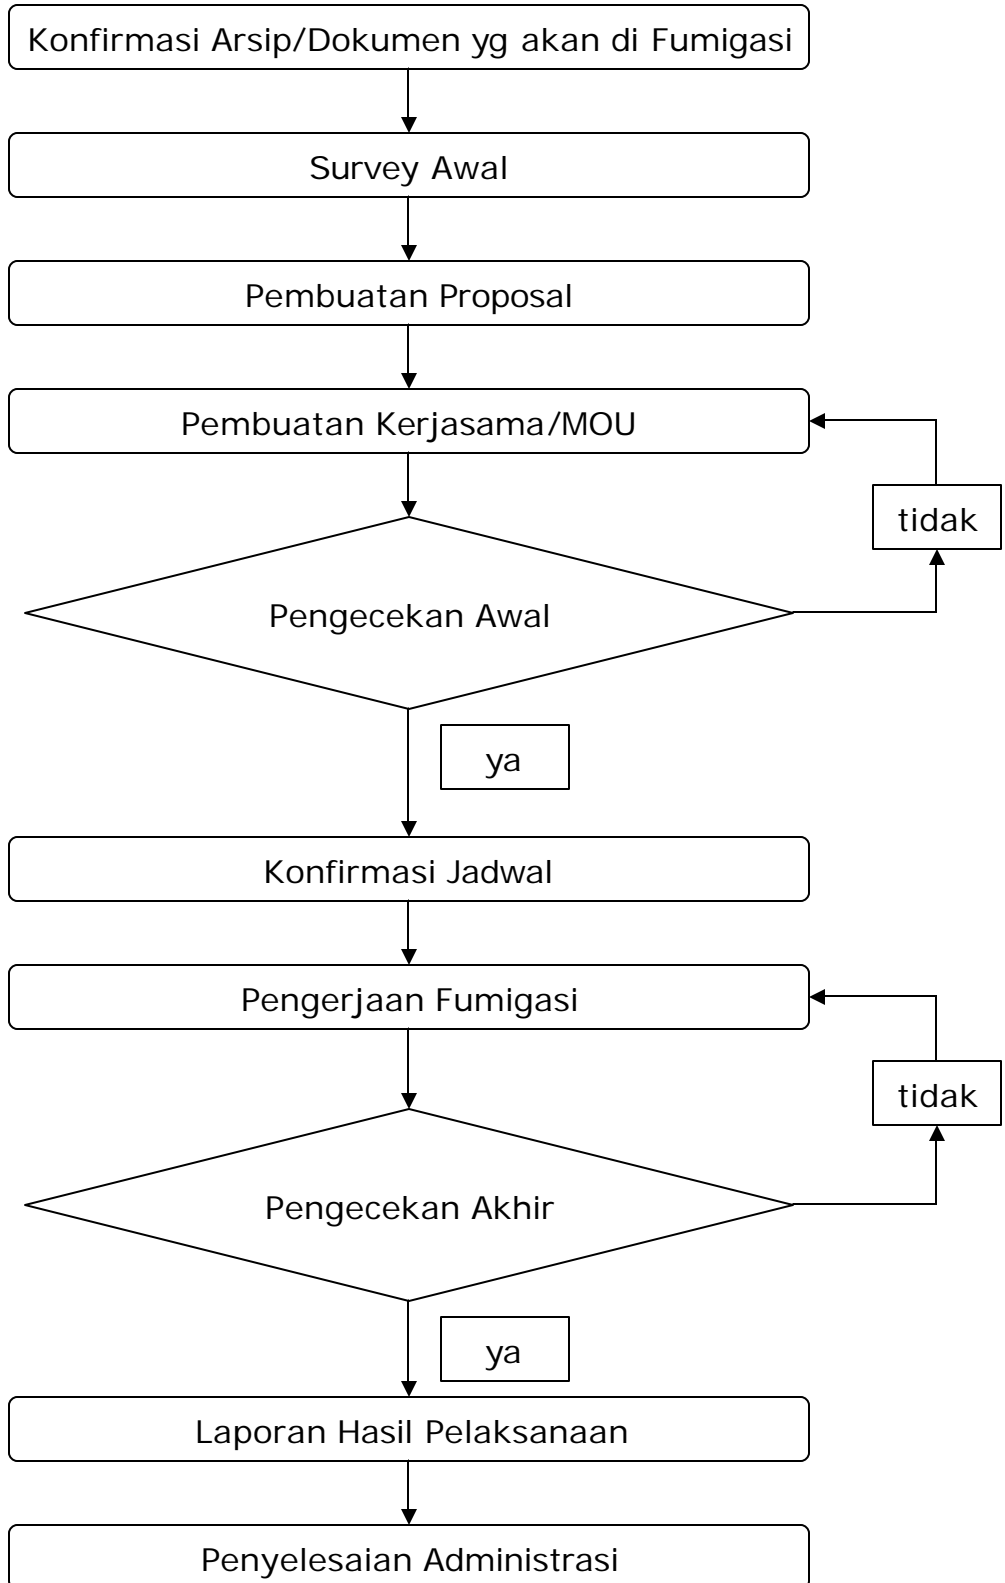 Konfirmasi Arsip/Dokumen yg akan di Fumigasi
Survey Awal
Pembuatan Proposal
Pembuatan Kerjasama/MOU
tidak
Pengecekan Awal
ya
Konfirmasi Jadwal
Pengerjaan Fumigasi
tidak
Pengecekan Akhir
ya
Laporan Hasil Pelaksanaan
Penyelesaian Administrasi